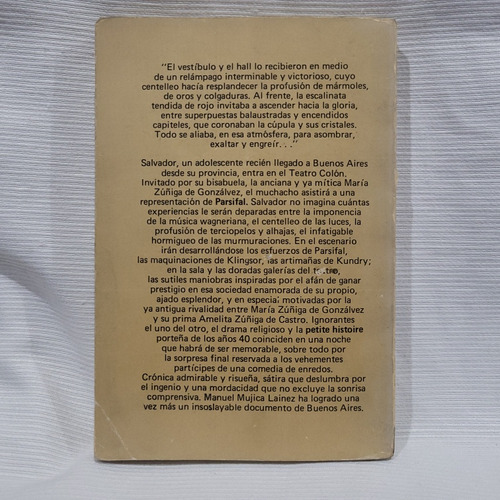 "El vestíbulo y el hall lo recibieron en medio
de un relámpago interminable y victorioso, cuyo
centelleo hacía resplandecer la profusión de mármoles,
de oros y colgaduras. Al frente, la escalinata
tendida de rojo invitaba a ascender hacia la gloria,
entre superpuestas balaustradas y encendidos
capiteles, que coronaban la cúpula y sus cristales.
Todo se aliaba, en esa atmósfera, para asombrar,
exaltar y engreír. . ."
Salvador, un adolescente recién llegado a Buenos Aires
desde su provincia, entra en el Teatro Colón.
Invitado por su bisabuela, la anciana y ya mítica María
Zúñiga de Gonzálvez, el muchacho asistirá a una
representación de Parsifal. Salvador no imagina cuántas
experiencias le serán deparadas entre la imponencia
de la música wagneriana, el centelleo de las luces, la
profusión de terciopelos y alhajas, el infatigable
hormigueo de las murmuraciones. En el escenario
irán desarrollándose los esfuerzos de Parsifal,
las maquinaciones de Klingsor, las artimañas de Kundry;
en la sala y las doradas galerías del teatro,
las sutiles maniobras inspiradas por el afán de ganar
prestigio en esa sociedad enamorada de su propio,
ajado esplendor, y en especial motivadas por la
ya antigua rivalidad entre María Zúñiga de Gonzálvez
y su prima Amelita Zúñiga de Castro. Ignorantes
el uno del otro, el drama religioso y la petite histoire
porteña de los años 40 coinciden en una noche
que habrá de ser memorable, sobre todo por
la sorpresa final reservada a los vehementes
partícipes de una comedia de enredos.
Crónica admirable y risueña, sátira que deslumbra por
el ingenio y una mordacidad que no excluye la sonrisa
comprensiva. Manuel Mujica Lainez ha logrado una
vez más un insoslayable documento de Buenos Aires.